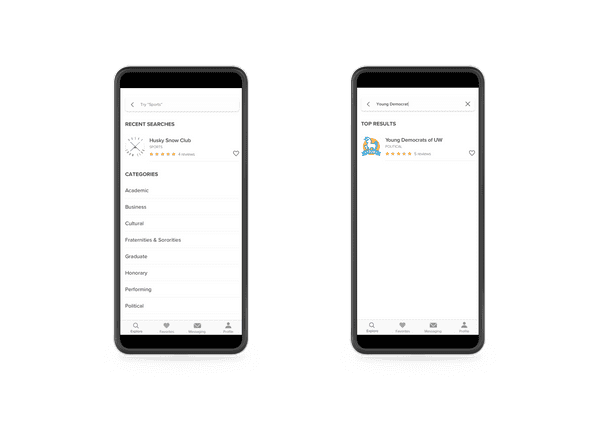 Try "Sports"
RECENT SEARCHES
Husky Snow Club
SPORTS
4 reviews
CATEGORIES
Academic
Business
Cultural
Fraternities & Sororities
Graduate
Honorary
Performing
Political
Explore Favorites Messaging Profile
Young Democrat
TOP RESULTS
Young Democrats of UW
POLITICAL
5 reviews
Explore Favorites Messaging Profile